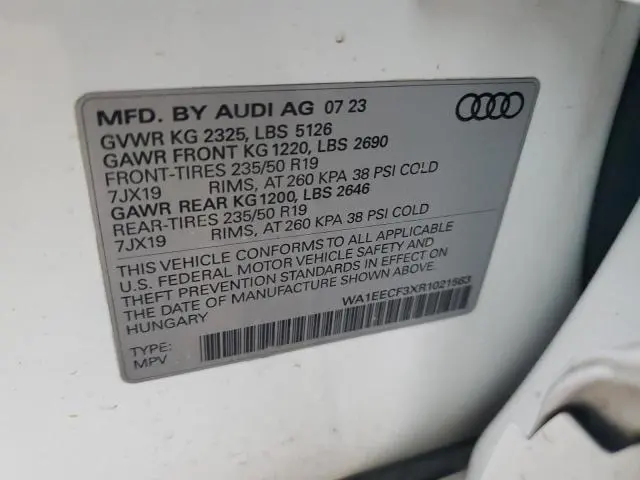 MFD. BY AUDI AG 07 23
GVWR KG 2325, LBS 5126
GAWR FRONT KG 1220, LBS 2690
FRONT-TIRES 235/50 R19
7JX19 RIMS, AT 260 KPA 38 PSI COLD
GAWR REAR KG 1200, LBS 2646
REAR-TIRES 235/50 R19
7JX19 RIMS, AT 260 KPA 38 PSI COLD
THIS VEHICLE CONFORMS TO ALL APPLICABLE
U.S. FEDERAL MOTOR VEHICLE SAFETY AND
THEFT PREVENTION STANDARDS IN EFFECT ON
THE DATE OF MANUFACTURE SHOWN ABOVE
HUNGARY
WA1EECF3XR1021563
TYPE:
MPV